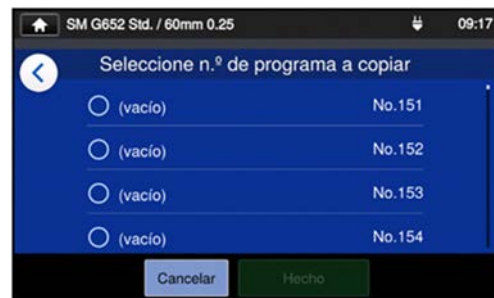 SM G652 Std. / 60mm 0.25 09:17
Seleccione n.º de programa a copiar
(vacío) No.151
(vacío) No.152
(vacío) No.153
(vacío) No.154
Cancelar Hecho